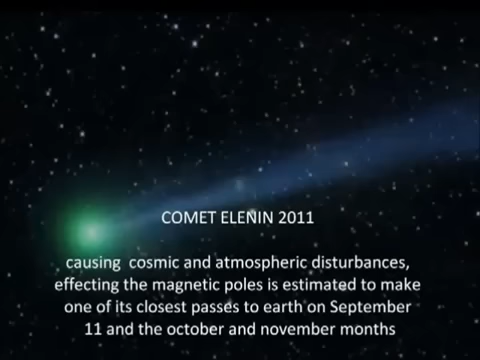 COMET ELENIN 2011
causing cosmic and atmospheric disturbances,
effecting the magnetic poles is estimated to make
one of its closest passes to earth on September
11 and the october and november months